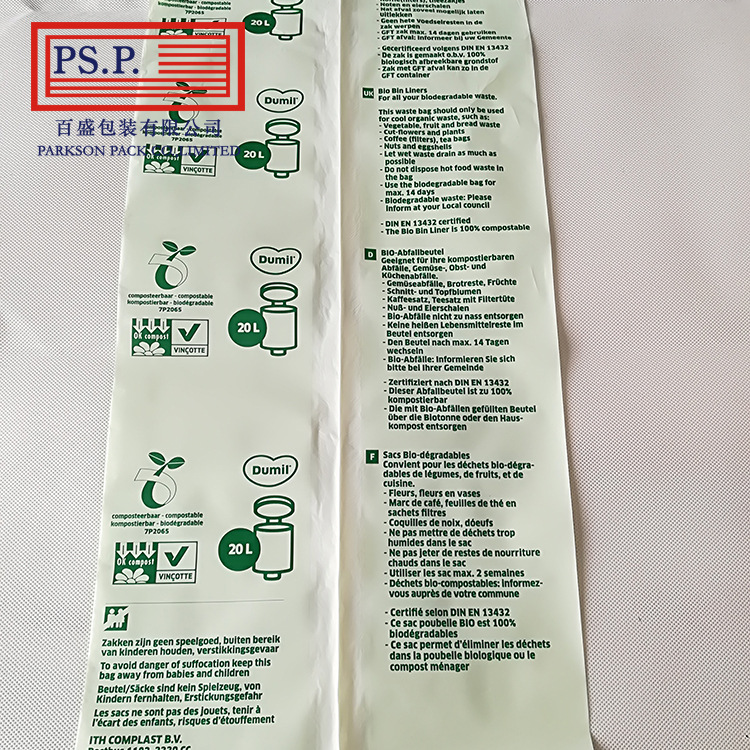 PS.P.
百盛包装有限公司
PARKSON PACK CO LIMITED
20 L
7P2065
VINÇOTTE
Dumil
compostable
biodégradable
OK compost
VINÇOTTE
20 L
Dumil
composteerbaar - compostable
kompostierbar - biodégradable
7P2065
OK compost
VINÇOTTE
20 L
Dumil
composteerbaar - compostable
kompostierbar - biodégradable
7P2065
OK compost
VINÇOTTE
20 L
Zakken zijn geen speelgoed, buiten bereik
van kinderen houden, verstikkingsgevaar
To avoid danger of suffocation keep this
bag away from babies and children
Beutel/Säcke sind kein Spielzeug, von
Kindern fernhalten, Erstickungsgefahr
Les sacs ne sont pas des jouets, tenir à
l'écart des enfants, risques d'étouffement
ITH COMPLAST B.V.
- Noten en eierschalen
- Het afval zoveel mogelijk laten
uitlekken
- Geen hete Voedselresten in de
zak werpen
- GFT zak max. 14 dagen gebruiken
- GFT afval: Informeer bij uw Gemeente
- Gecertificeerd volgens DIN EN 13432
- De zak is gemaakt o.b.v. 100%
biologisch afbreekbare grondstof
- Zak met GFT afval kan zo in de
GFT container
UK Bio Bin Liners
For all your biodegradable waste.
This waste bag should only be used
for cool organic waste, such as:
- Vegetable, fruit and bread waste
- Cut-flowers and plants
- Coffee (filters), tea bags
- Nuts and eggshells
- Let wet waste drain as much as
possible
- Do not dispose hot food waste in
the bag
- Use the biodegradable bag for
max. 14 days
- Biodegradable waste: Please
inform at your Local council
- DIN EN 13432 certified
- The Bio Bin Liner is 100% compostable
D BIO-Abfallbeutel
Geeignet für Ihre kompostierbaren
Abfälle, Gemüse-, Obst- und
Küchenabfälle.
- Gemüseabfälle, Brotreste, Früchte
- Schnitt- und Topfblumen
- Kaffeesatz, Teesatz mit Filtertüte
- Nuß- und Eierschalen
- Bio-Abfälle nicht zu nass entsorgen
- Keine heißen Lebensmittelreste im
Beutel entsorgen
- Den Beutel nach max. 14 Tagen
wechseln
- Bio-Abfälle: Informieren Sie sich
bitte bei Ihrer Gemeinde
- Zertifiziert nach DIN EN 13432
- Dieser Abfallbeutel ist zu 100%
kompostierbar
- Die mit Bio-Abfällen gefüllten Beutel
über die Biotonne oder den Haus-
kompost entsorgen
F Sacs Bio-dégradables
Convient pour les déchets bio-dégra-
dables de légumes, de fruits, et de
cuisine.
- Fleurs, fleurs en vases
- Marc de café, feuilles de thé en
sachets filtres
- Coquilles de noix, dóeufs
- Ne pas mettre de déchets trop
humides dans le sac
- Ne pas jeter de restes de nourriture
chauds dans le sac
- Utiliser les sac max. 2 semaines
- Déchets bio-compostables: Informez-
vous auprès de votre commune
- Certifié selon DIN EN 13432
- Ce sac poubelle BIO est 100%
biodégradables
- Ce sac permet d'éliminer les déchets
dans la poubelle biologique ou le
compost ménager